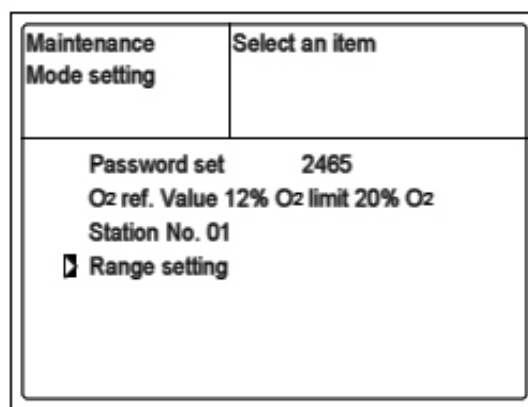 Maintenance
Mode setting
Select an item
Password set 2465
O2 ref. Value 12% O2 limit 20% O2
Station No. 01
Range setting